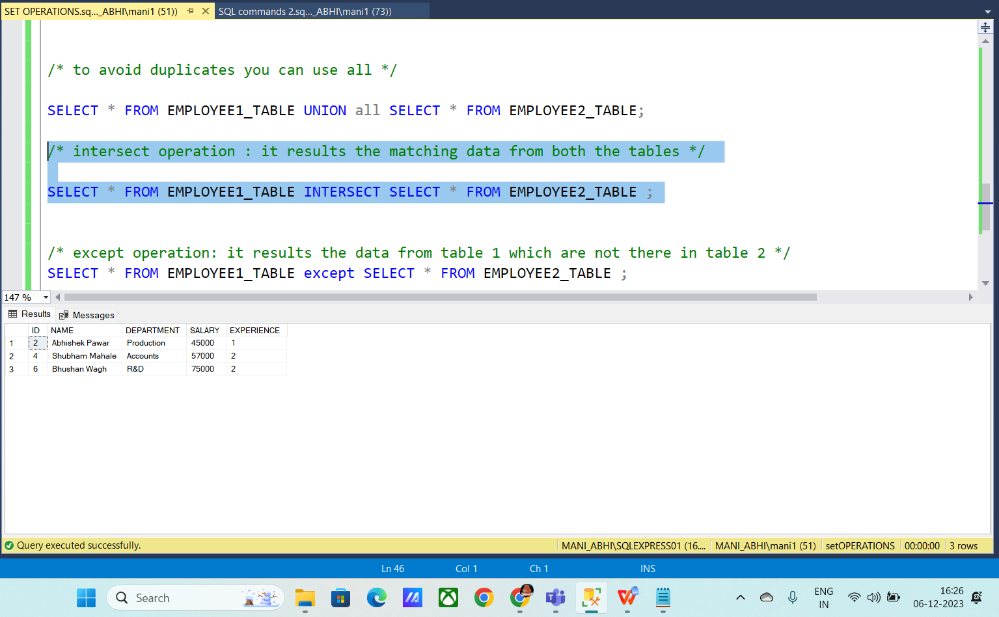 SET OPERATIONS.sq..._ABHI\mani1 (51))
SQL commands 2.sq..._ABHI\mani1 (73))
/* to avoid duplicates you can use all */
SELECT * FROM EMPLOYEE1_TABLE UNION all SELECT * FROM EMPLOYEE2_TABLE;
/* intersect operation : it results the matching data from both the tables */
SELECT * FROM EMPLOYEE1_TABLE INTERSECT SELECT * FROM EMPLOYEE2_TABLE ;
/* except operation: it results the data from table 1 which are not there in table 2 */
SELECT * FROM EMPLOYEE1_TABLE except SELECT * FROM EMPLOYEE2_TABLE ;
147 %
Results Messages
ID NAME DEPARTMENT SALARY EXPERIENCE
1 2 Abhishek Pawar Production 45000 1
2 4 Shubham Mahale Accounts 57000 2
3 6 Bhushan Wagh R&D 75000 2
Query executed successfully.
MANI_ABHI\SQLEXPRESS01 (16.... MANI_ABHI\mani1 (51) setOPERATIONS 00:00:00 3 rows
Ln 46 Col 1 Ch 1 INS
Search
ENG
IN
16:26
06-12-2023